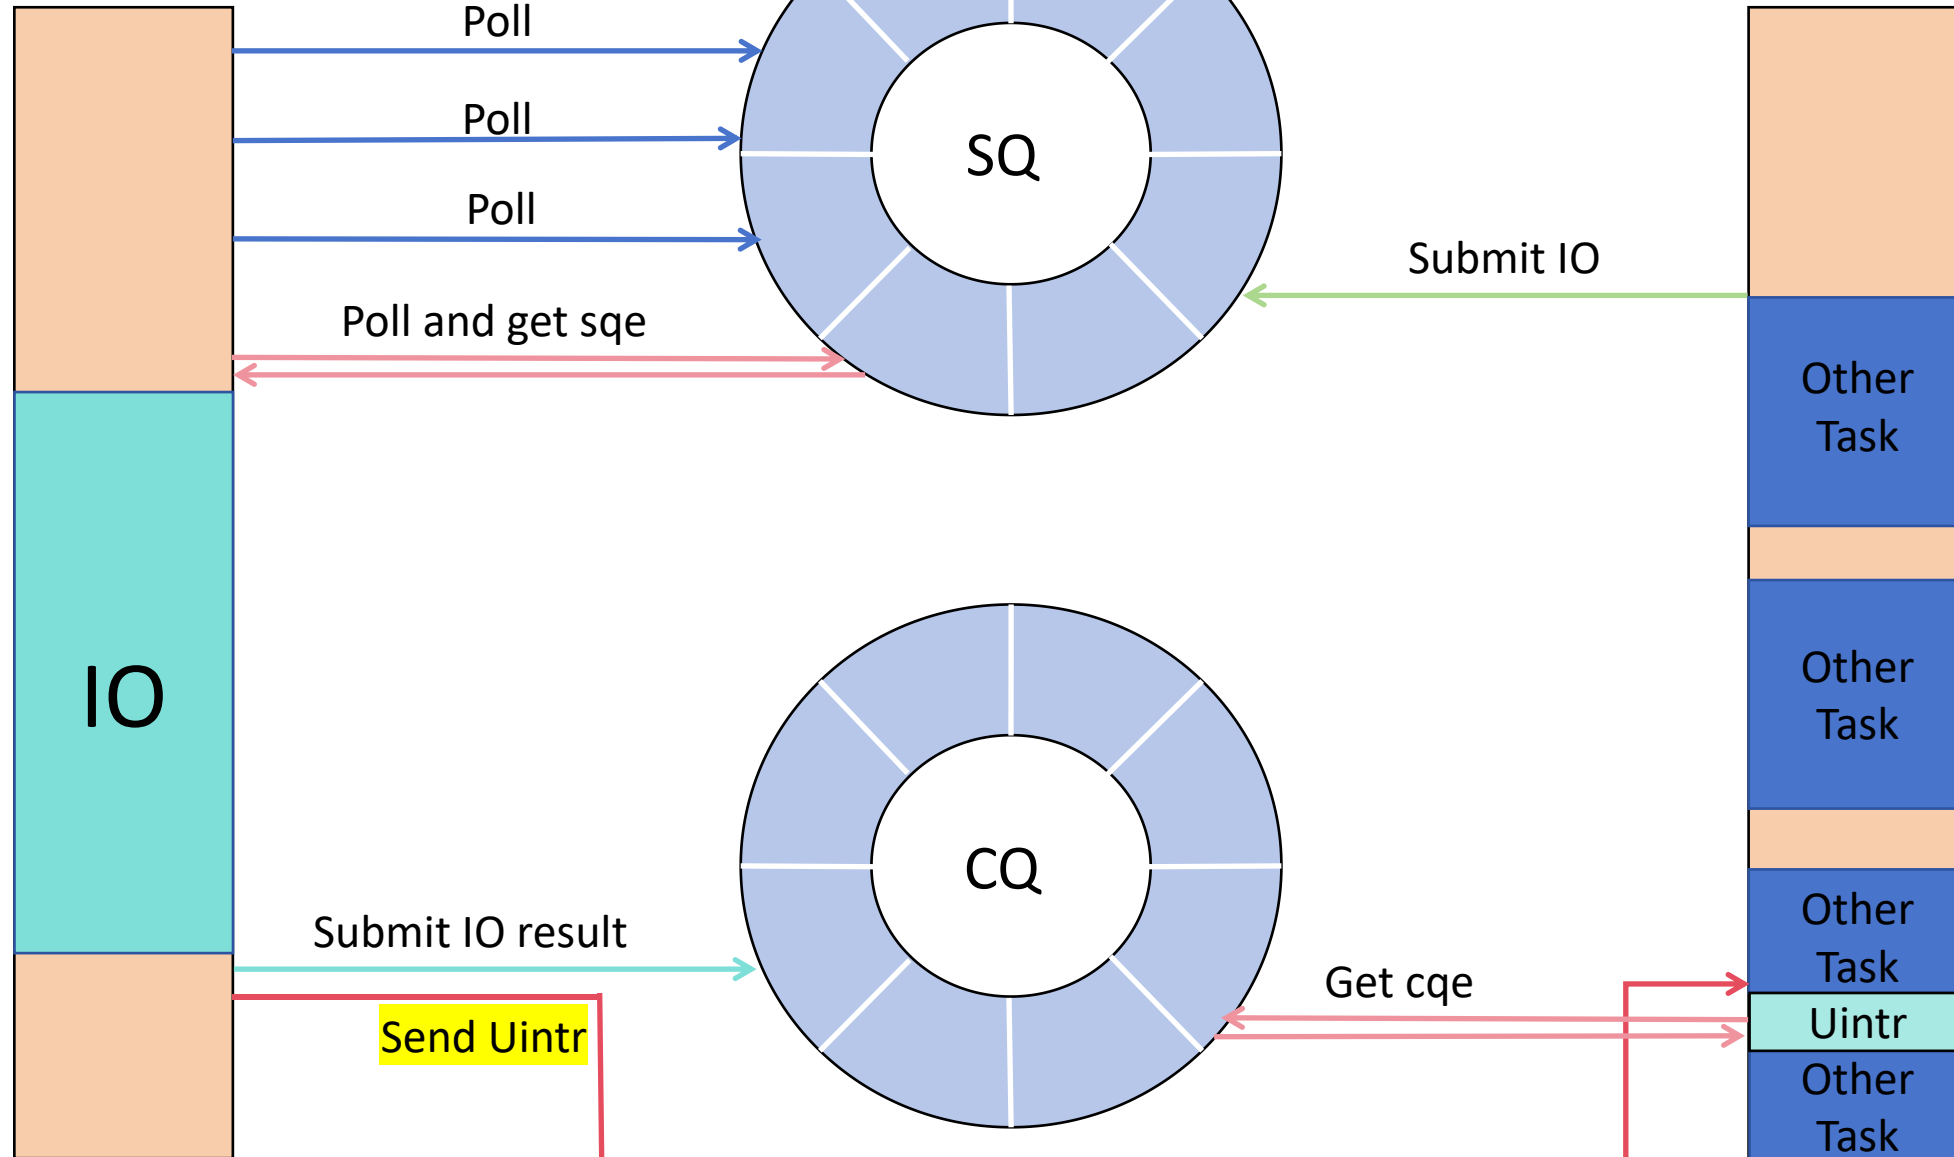 Poll
Poll
SQ
Poll
Submit IO
Poll and get sqe
Other
Task
IO
Other
Task
CQ
Submit IO result
Other
Task
Get cqe
Send Uintr
Uintr
Other
Task